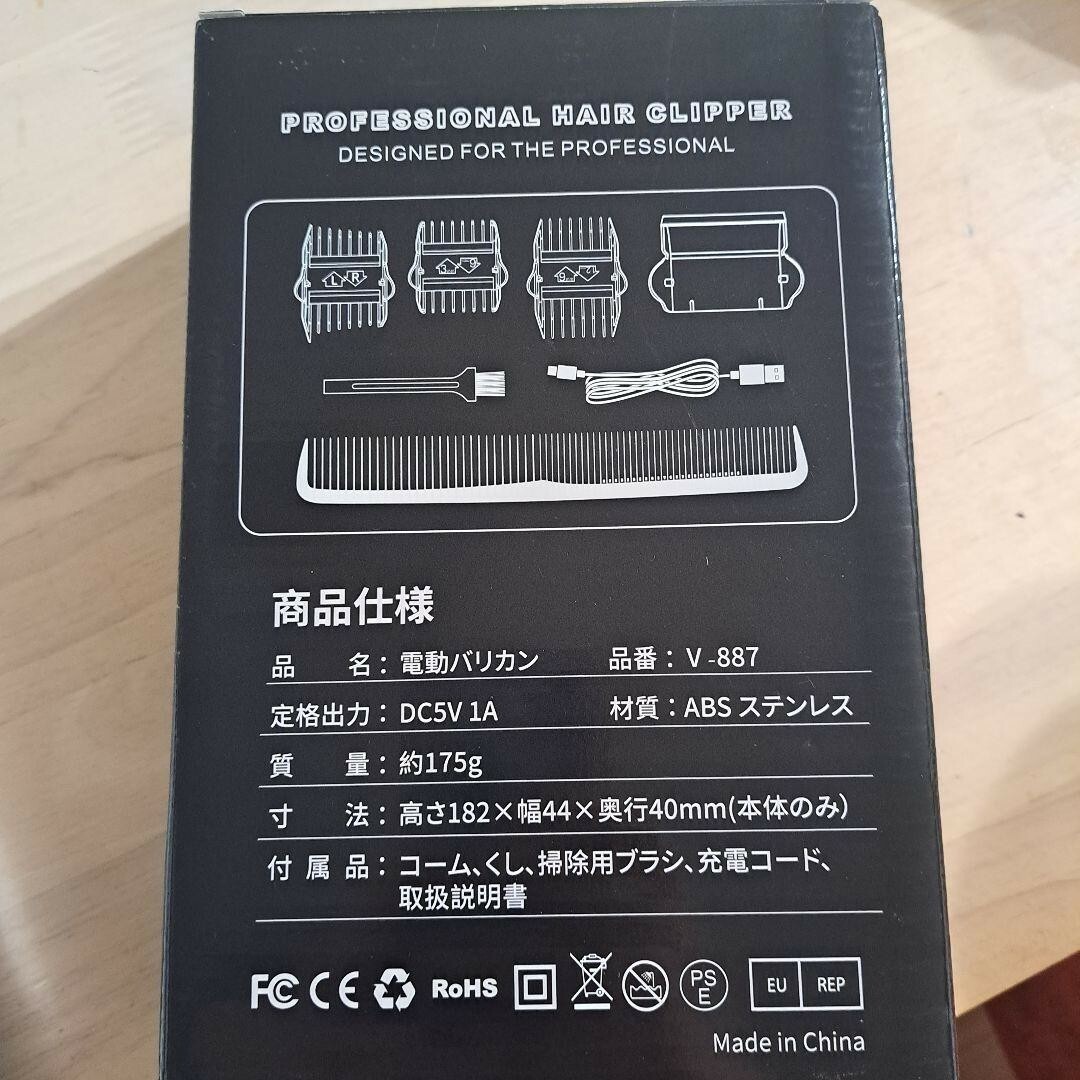 PROFESSIONAL HAIR CLIPPER
DESIGNED FOR THE PROFESSIONAL
L R
3 6
9 12
商品仕様
品 名：電動バリカン 品番：V -887
定格出力：DC5V 1A 材質：ABS ステンレス
質 量：約175g
寸 法：高さ182×幅44×奥行40mm(本体のみ)
付 属 品：コーム、くし、掃除用ブラシ、充電コード、
取扱説明書
FC CE RoHS PSE EU REP
Made in China